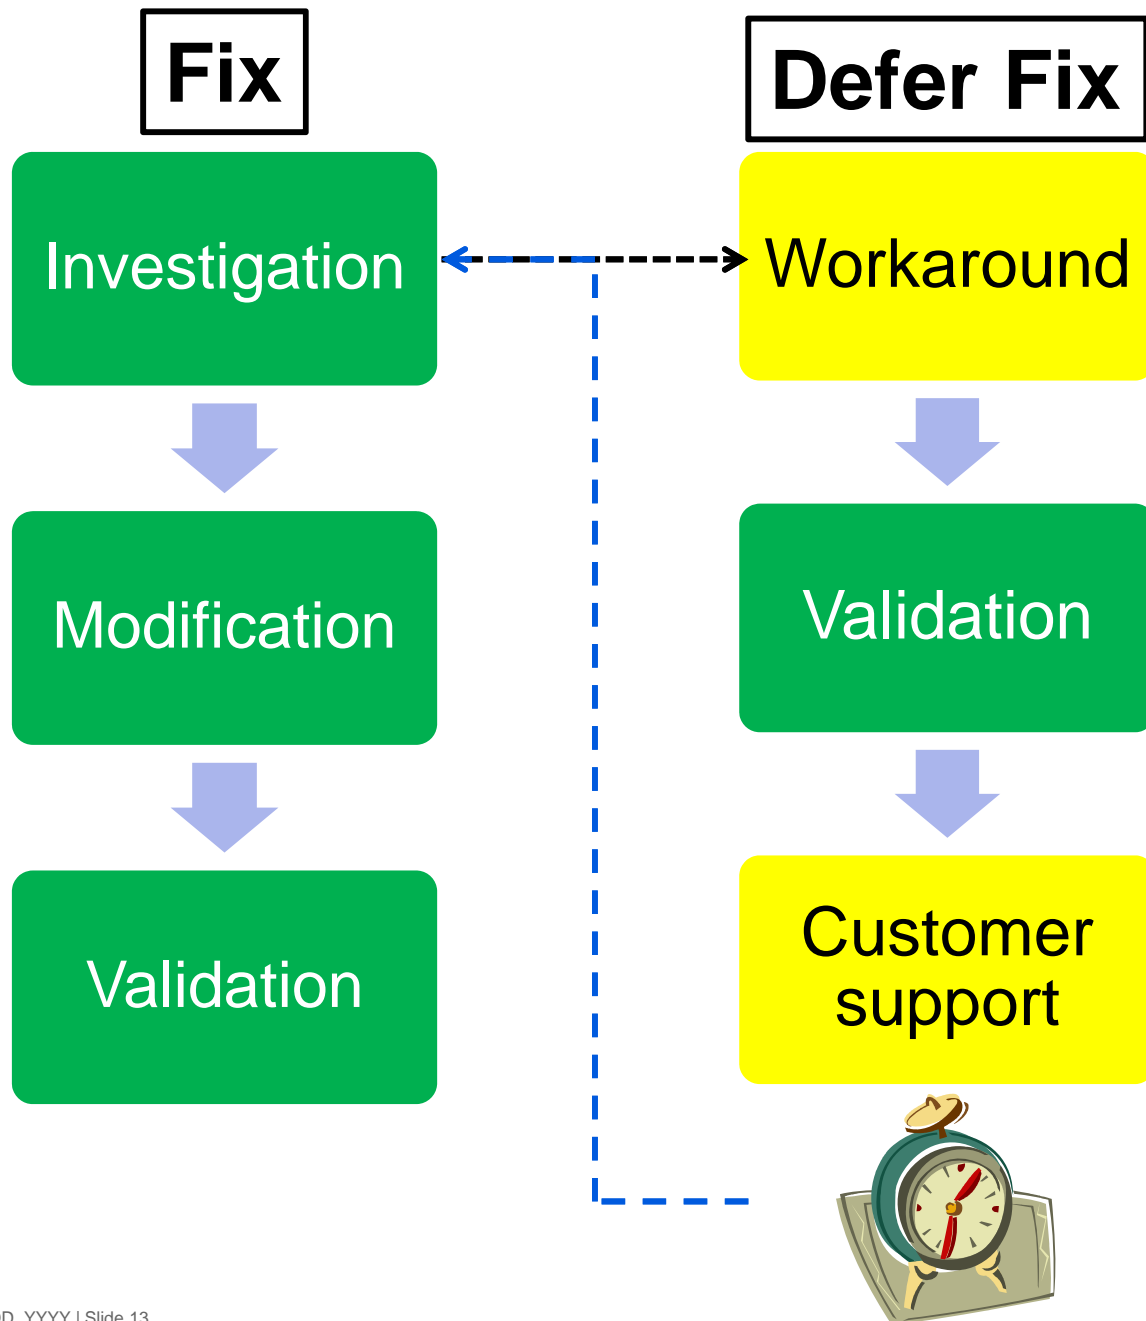 Fix
Defer Fix
Investigation
Workaround
Modification
Validation
Validation
Customer
support
D, YYYY | Slide 13